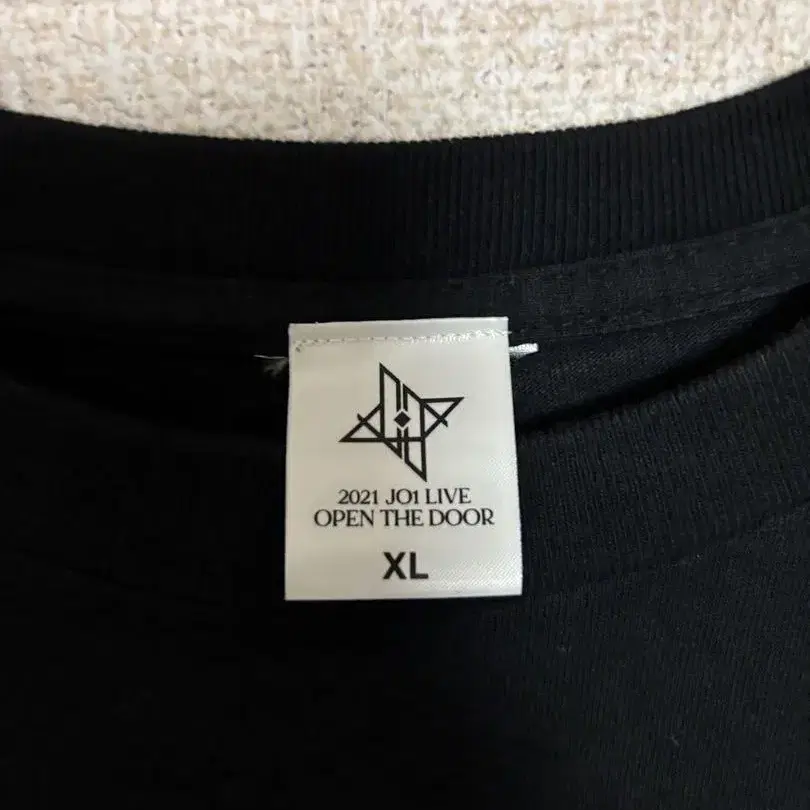 2021 JO1 LIVE
OPEN THE DOOR
XL